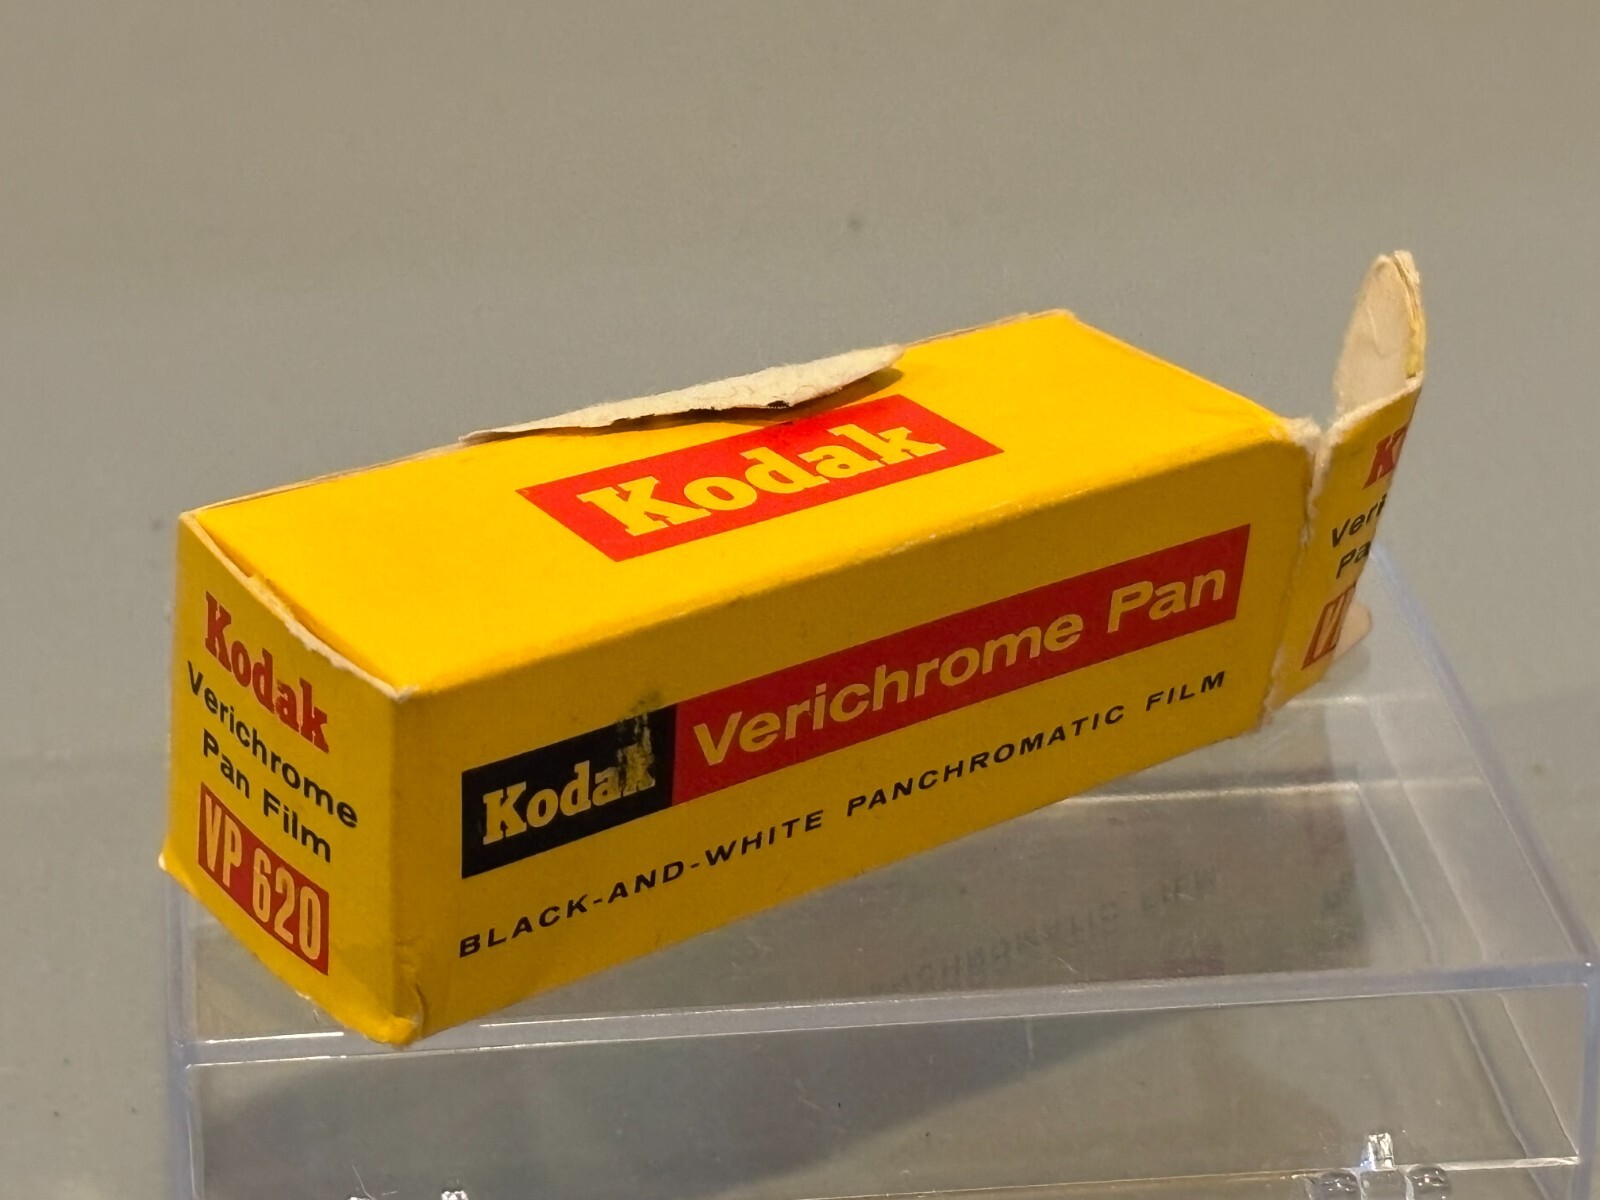 Kodak
Kodak
Verichrome
Pan Film
VP 620
Kodak Verichrome Pan
BLACK-AND-WHITE PANCHROMATIC FILM